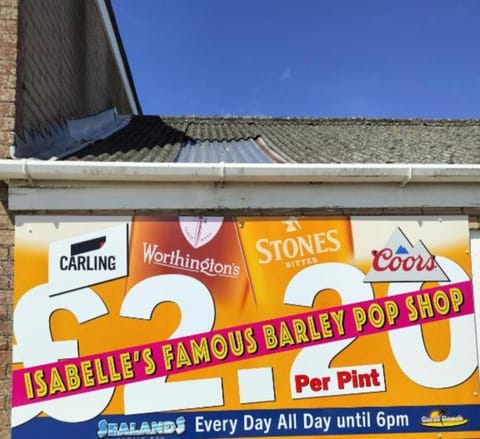 CARLING
Worthington's
STONES
BITTER
Coors
£2.20
ISABELLE'S FAMOUS BARLEY POP SHOP
Per Pint
SEALANDS Every Day All Day until 6pm